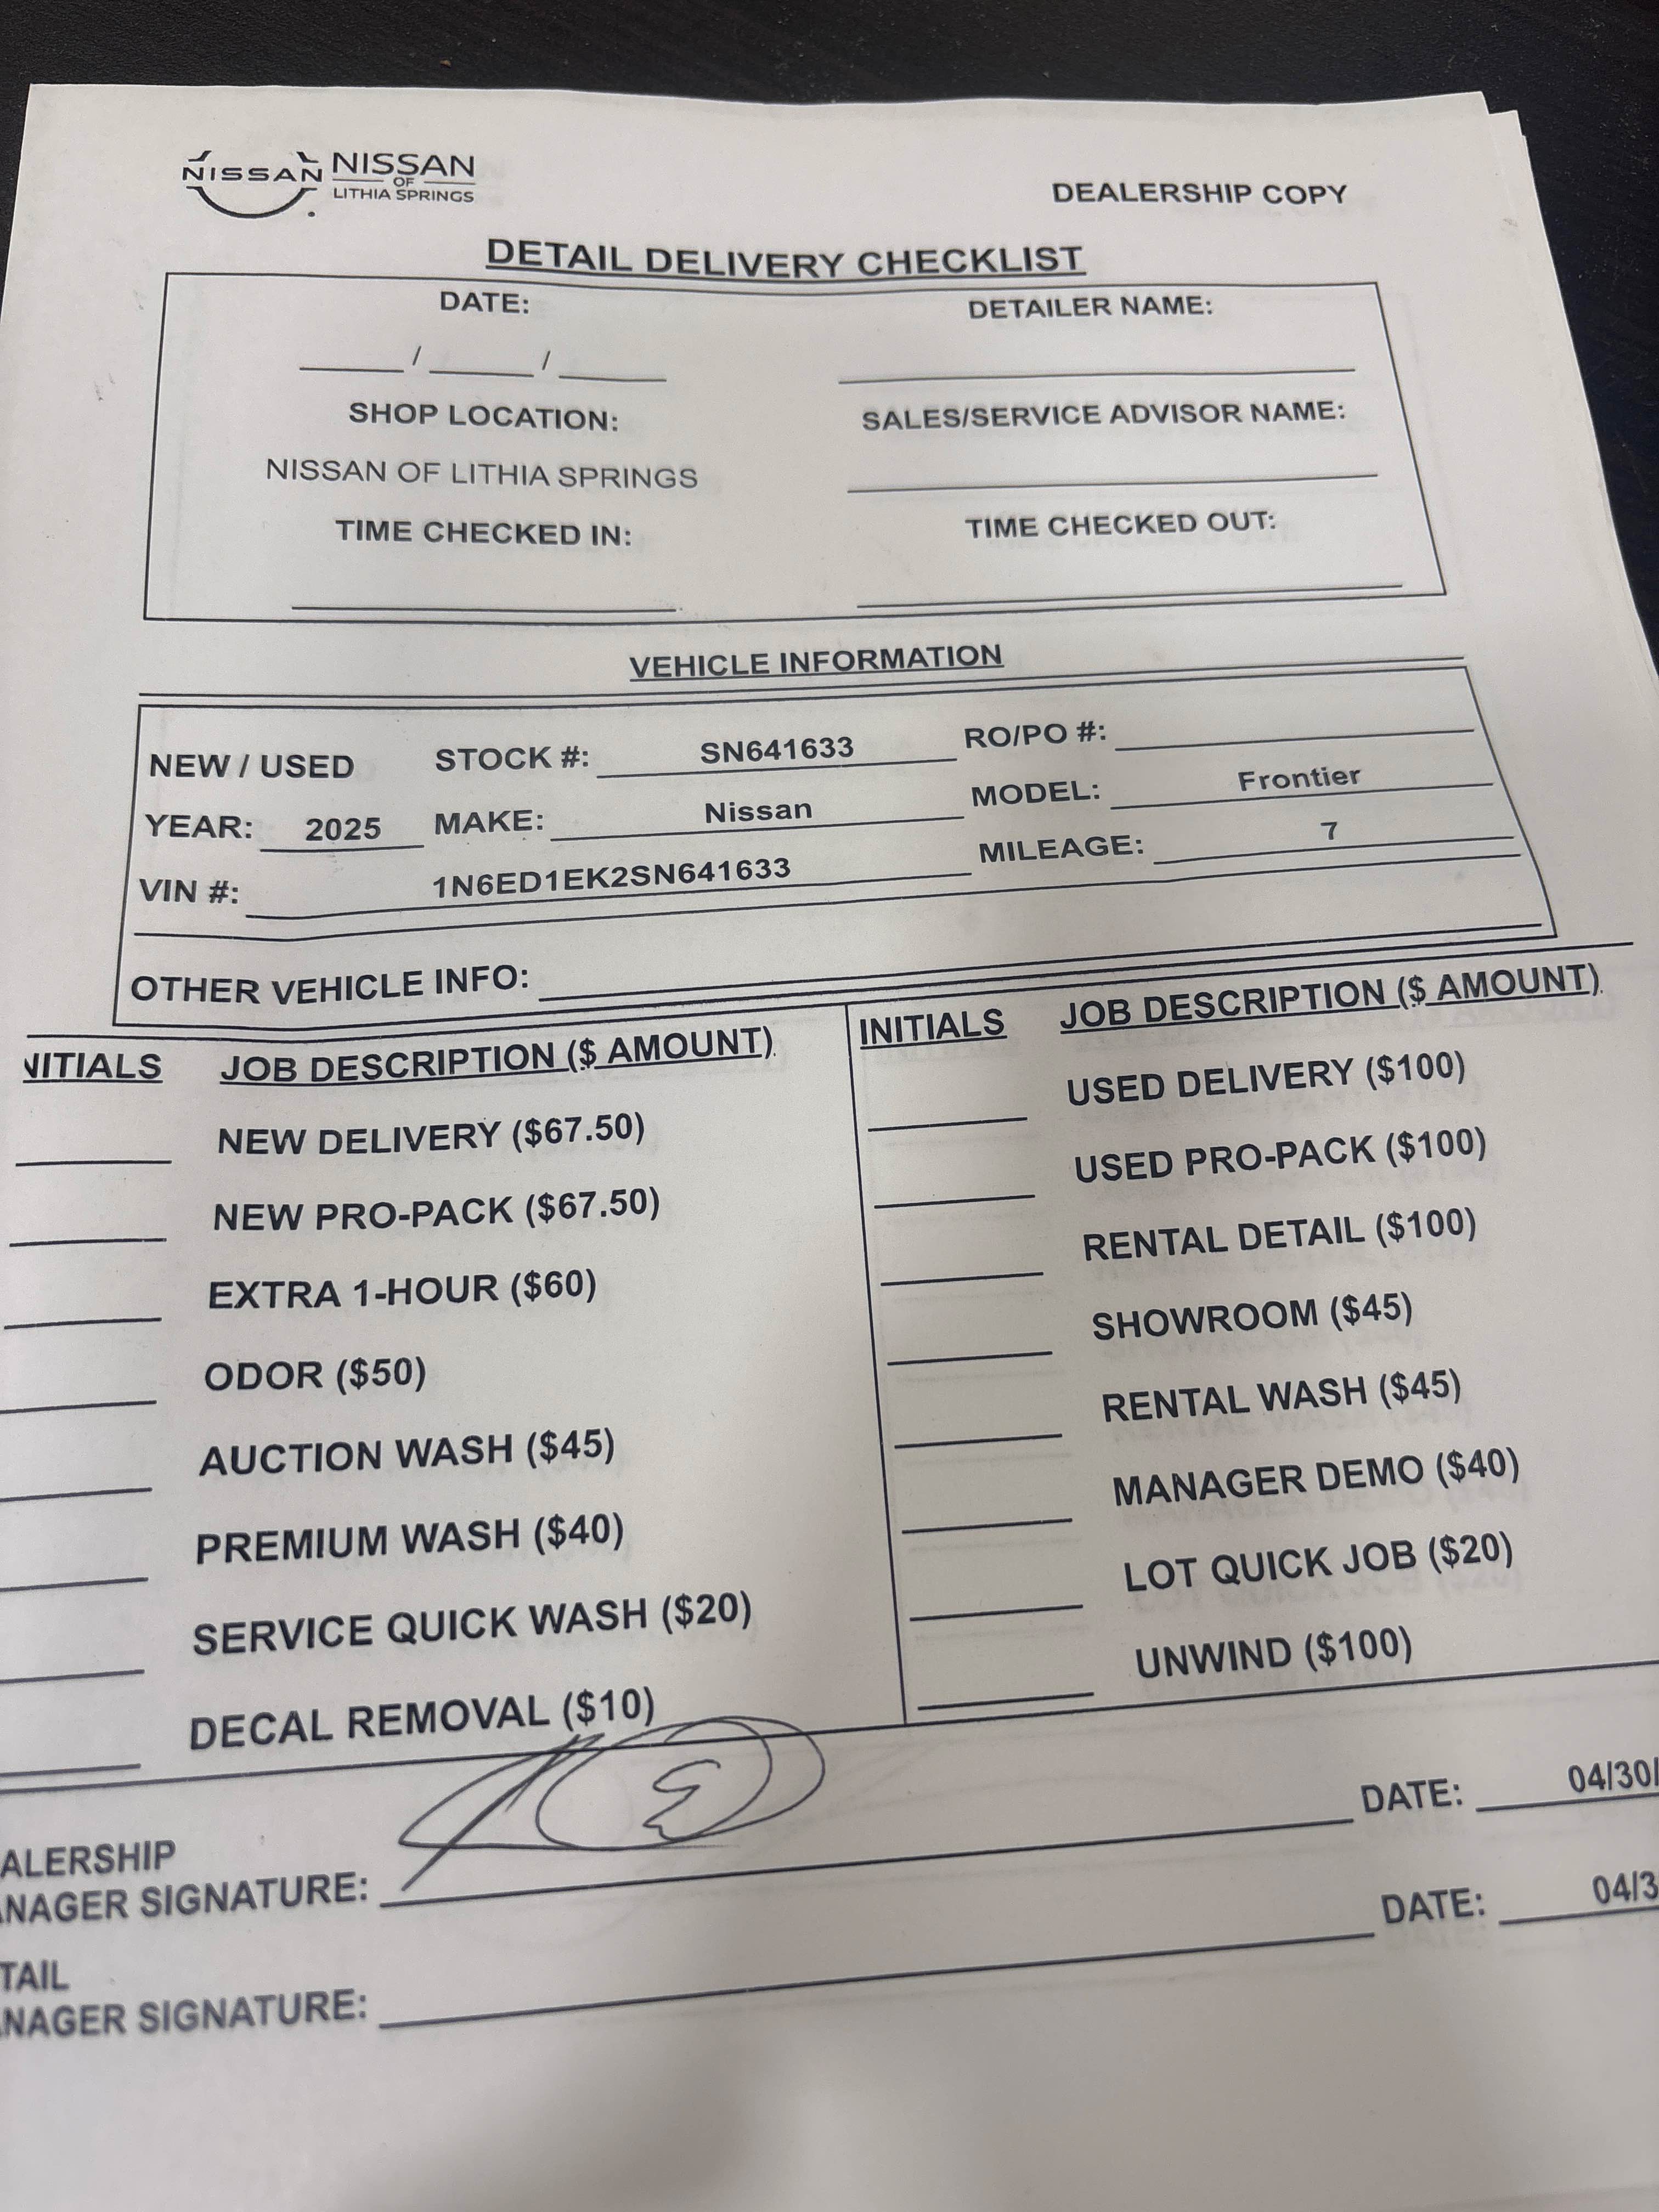 NISSAN NISSAN
OF
LITHIA SPRINGS
DEALERSHIP COPY
DETAIL DELIVERY CHECKLIST
DATE: DETAILER NAME:
____ / ____ / ____
SHOP LOCATION: SALES/SERVICE ADVISOR NAME:
NISSAN OF LITHIA SPRINGS
TIME CHECKED IN: TIME CHECKED OUT:
VEHICLE INFORMATION
NEW / USED STOCK #: SN641633 RO/PO #:
YEAR: 2025 MAKE: Nissan MODEL: Frontier
VIN #: 1N6ED1EK2SN641633 MILEAGE: 7
OTHER VEHICLE INFO:
NITIALS JOB DESCRIPTION ($ AMOUNT)
NEW DELIVERY ($67.50)
NEW PRO-PACK ($67.50)
EXTRA 1-HOUR ($60)
ODOR ($50)
AUCTION WASH ($45)
PREMIUM WASH ($40)
SERVICE QUICK WASH ($20)
DECAL REMOVAL ($10)
INITIALS JOB DESCRIPTION ($ AMOUNT)
USED DELIVERY ($100)
USED PRO-PACK ($100)
RENTAL DETAIL ($100)
SHOWROOM ($45)
RENTAL WASH ($45)
MANAGER DEMO ($40)
LOT QUICK JOB ($20)
UNWIND ($100)
ALERSHIP
NAGER SIGNATURE: DATE: 04/30/
TAIL
NAGER SIGNATURE: DATE: 04/3